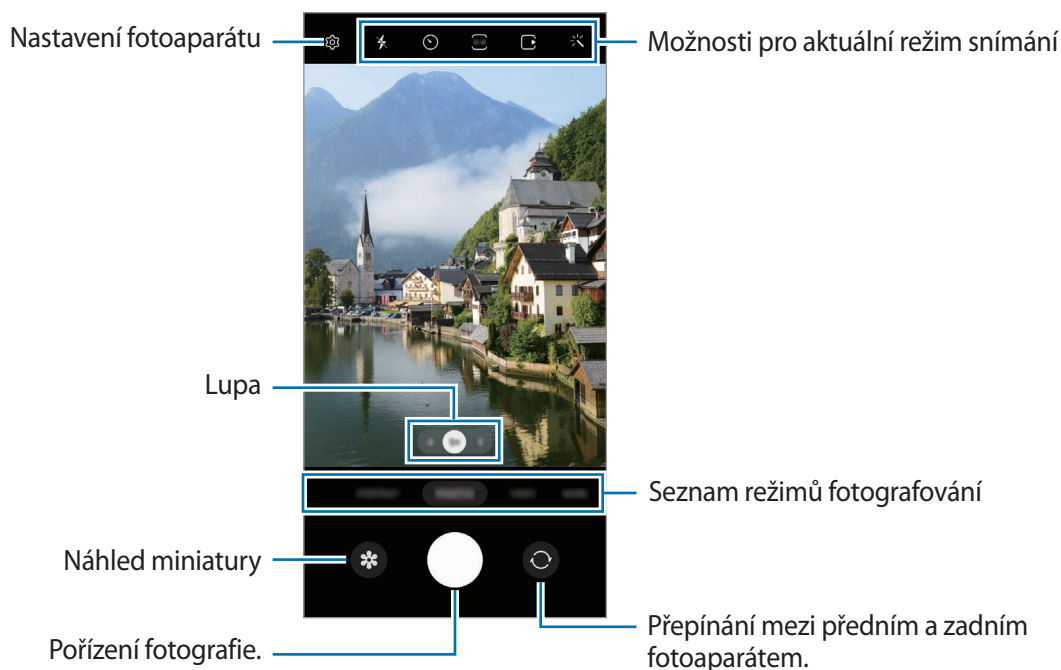 Nastavení fotoaparátu
Možnosti pro aktuální režim snímání
Lupa
Seznam režimů fotografování
Náhled miniatury
Pořízení fotografie.
Přepínání mezi předním a zadním
fotoaparátem.